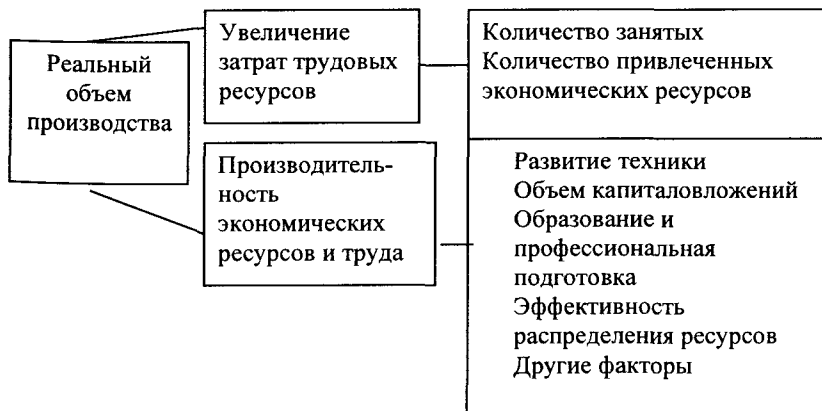 Реальный
объем
производства
Увеличение
затрат трудовых
ресурсов
Количество занятых
Количество привлеченных
экономических ресурсов
Производитель-
ность
экономических
ресурсов и труда
Развитие техники
Объем капиталовложений
Образование и
профессиональная
подготовка
Эффективность
распределения ресурсов
Другие факторы